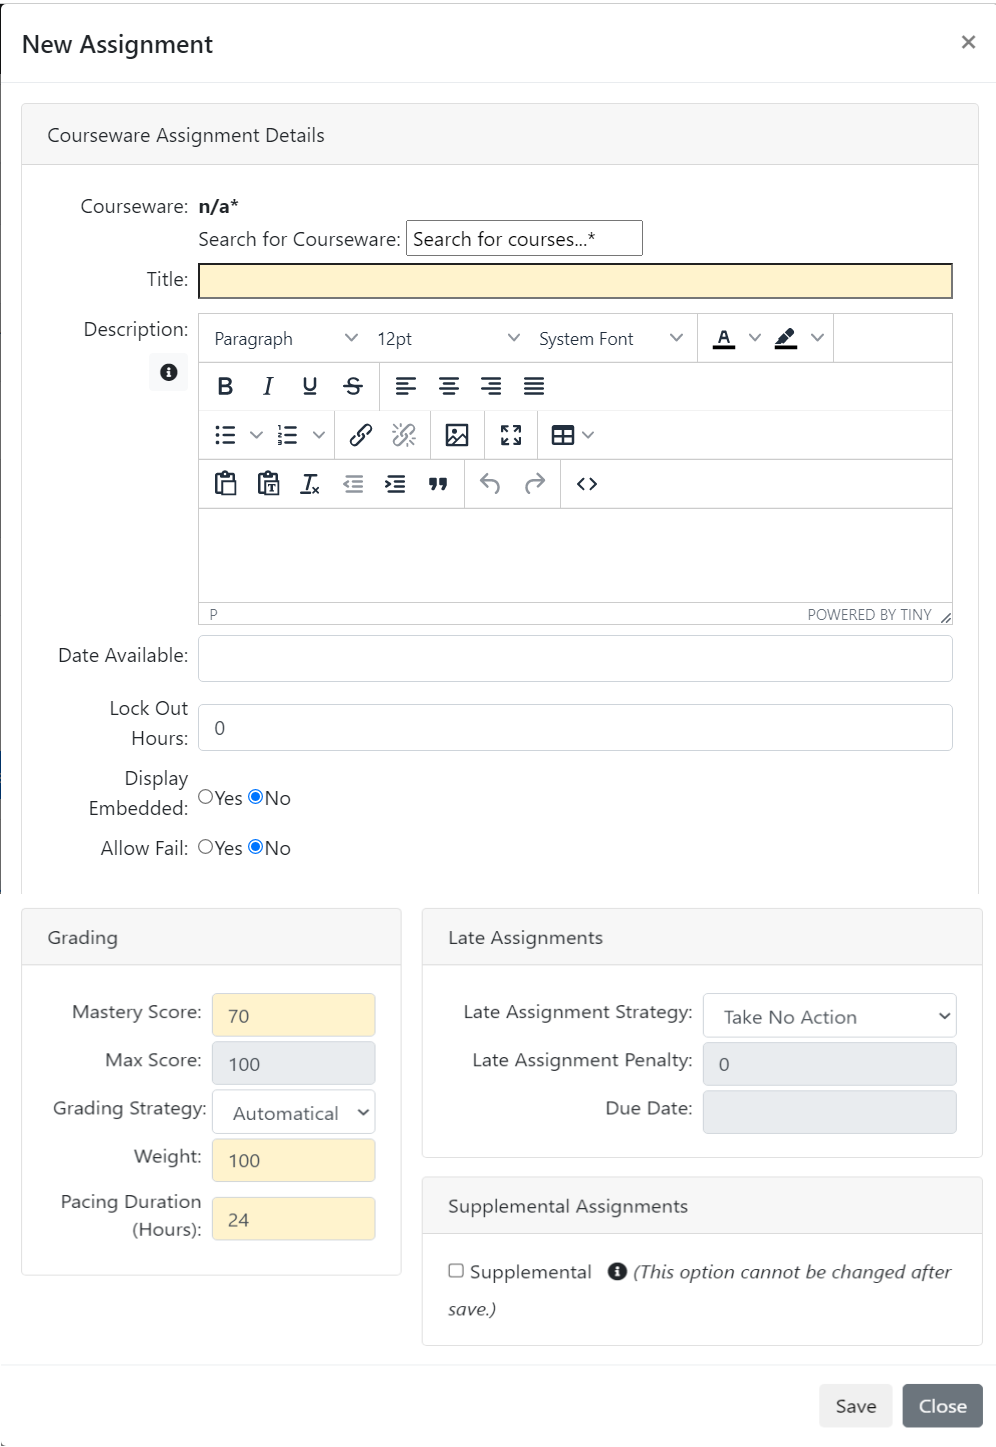 New Assignment
×
Courseware Assignment Details
Courseware: n/a*
Search for Courseware: Search for courses...*
Title:
Description:
Paragraph 12pt System Font A
B I U S
P POWERED BY TINY
Date Available:
Lock Out
Hours: 0
Display
Embedded: Yes No
Allow Fail: Yes No
Grading
Mastery Score: 70
Max Score: 100
Grading Strategy: Automatical
Weight: 100
Pacing Duration
(Hours): 24
Late Assignments
Late Assignment Strategy: Take No Action
Late Assignment Penalty: 0
Due Date:
Supplemental Assignments
Supplemental (This option cannot be changed after
save.)
Save Close